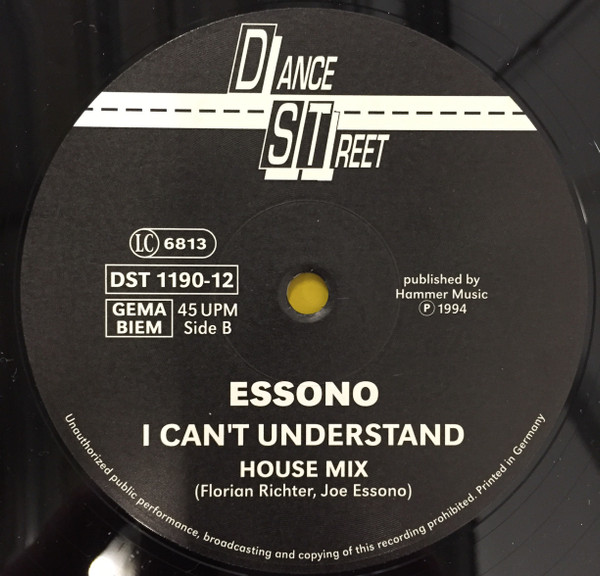 DANCE
STREET
LC 6813
DST 1190-12
GEMA
BIEM
45 UPM
Side B
published by
Hammer Music
Ⓟ 1994
ESSONO
I CAN'T UNDERSTAND
HOUSE MIX
(Florian Richter, Joe Essono)
Unauthorized public performance, broadcasting and copying of this recording prohibited. Printed in Germany